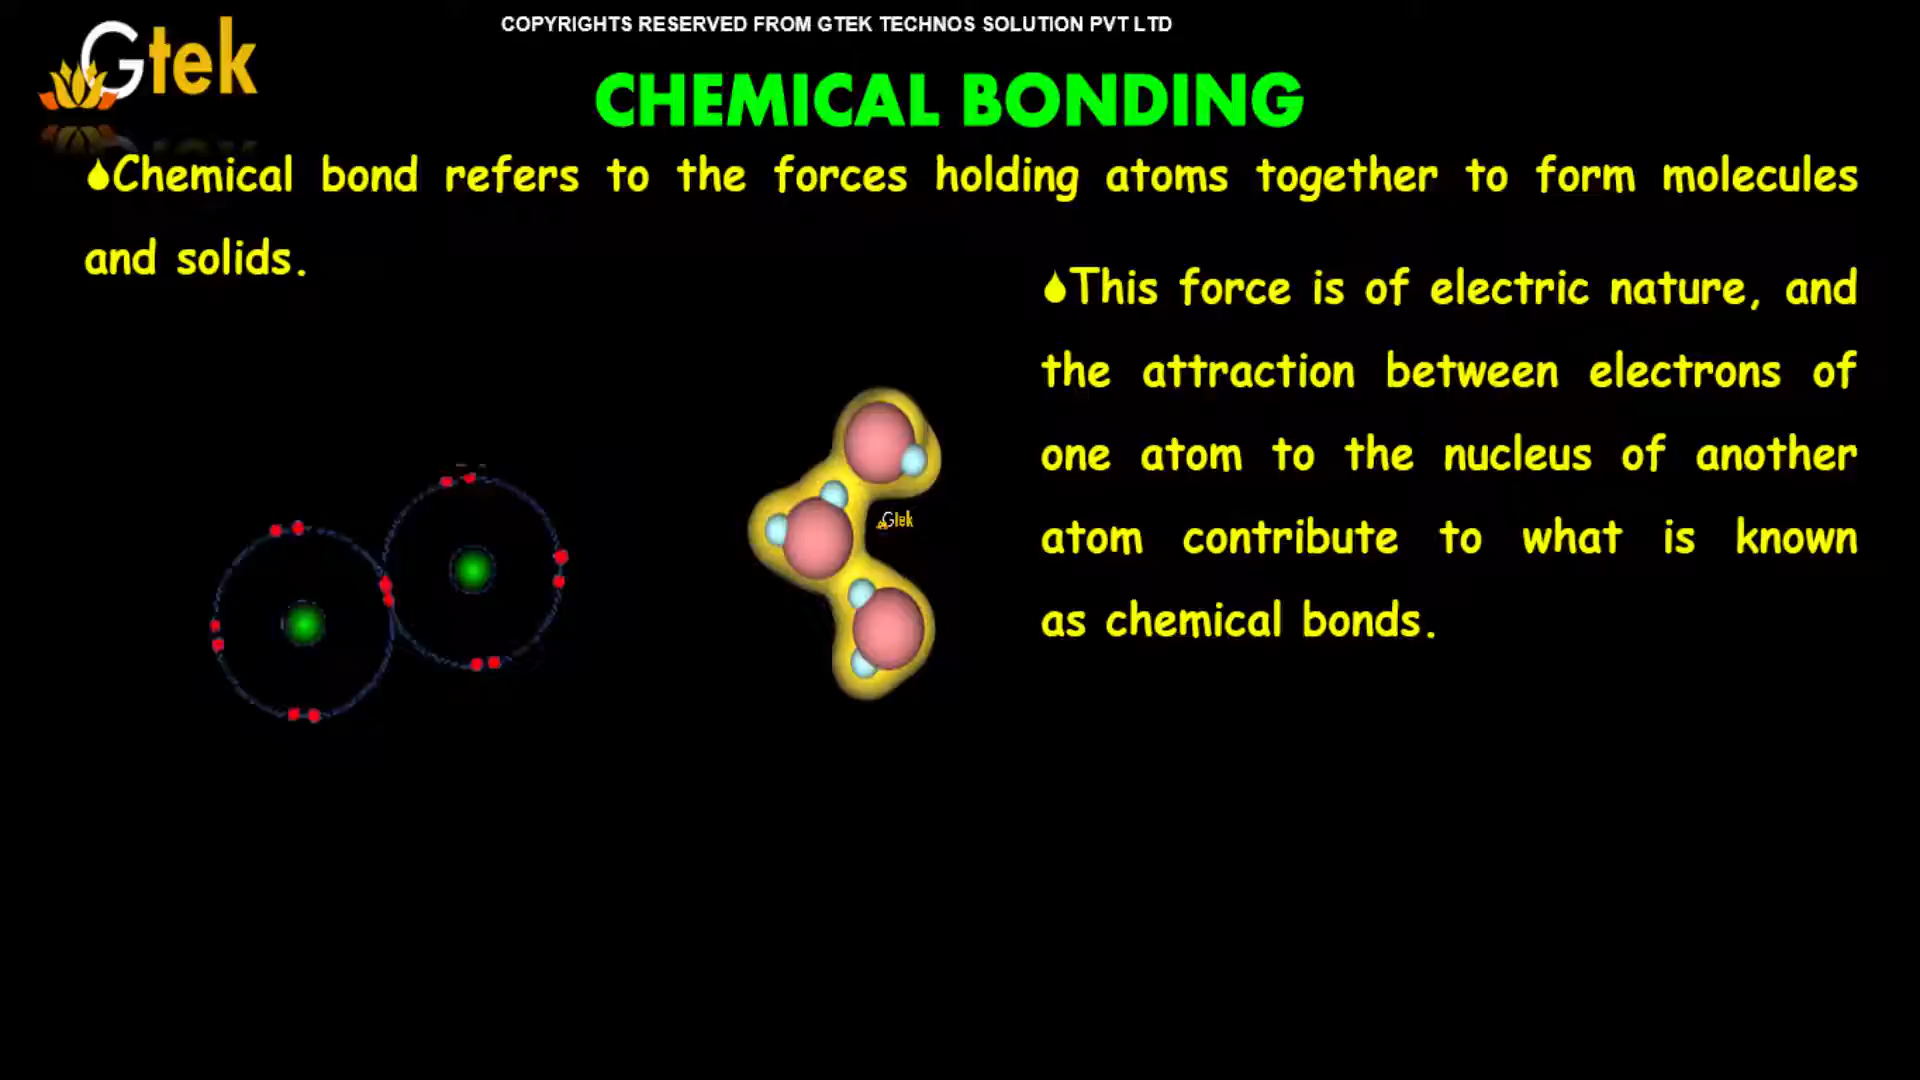 COPYRIGHTS RESERVED FROM GTEK TECHNOS SOLUTION PVT LTD
Gtek
CHEMICAL BONDING
Chemical bond refers to the forces holding atoms together to form molecules
and solids.
This force is of electric nature, and
the attraction between electrons of
one atom to the nucleus of another
atom contribute to what is known
as chemical bonds.
Gtek